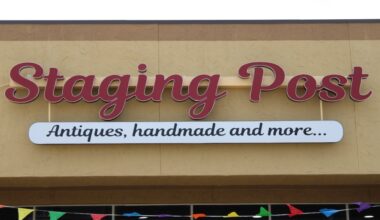 Staging Post
Antiques, handmade and more...